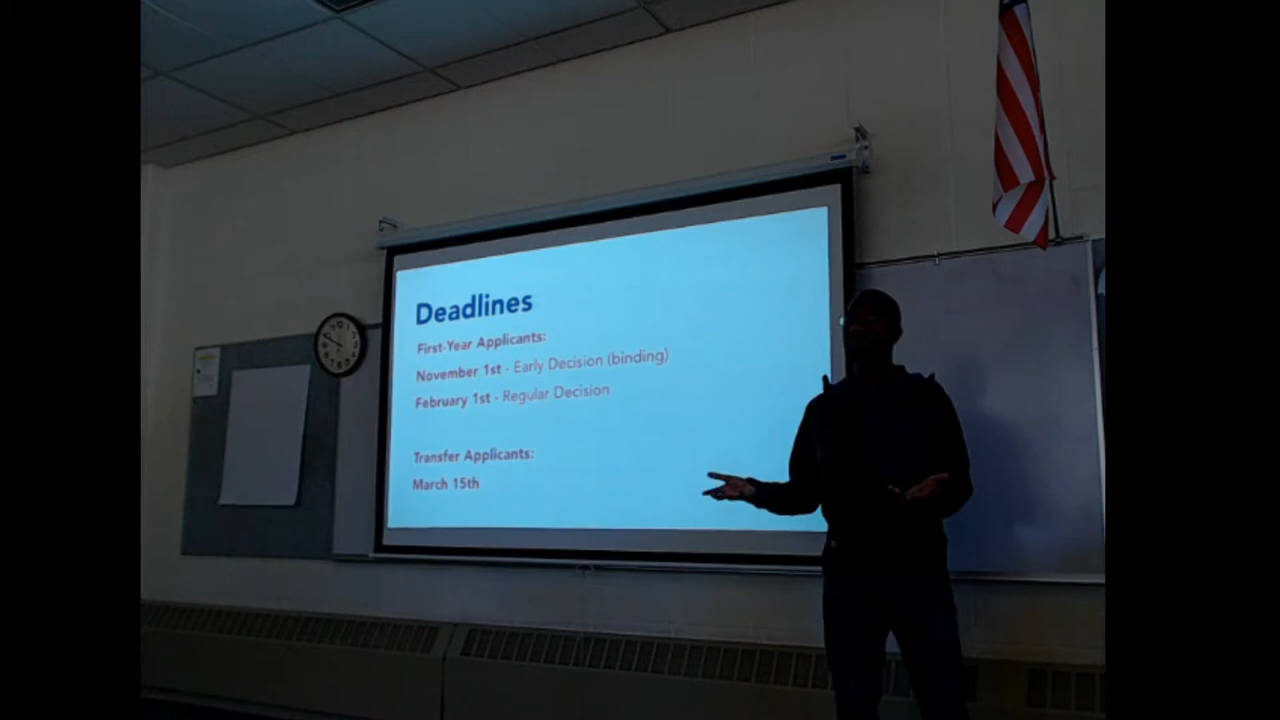 Deadlines
First-Year Applicants:
November 1st - Early Decision (binding)
February 1st - Regular Decision
Transfer Applicants:
March 15th